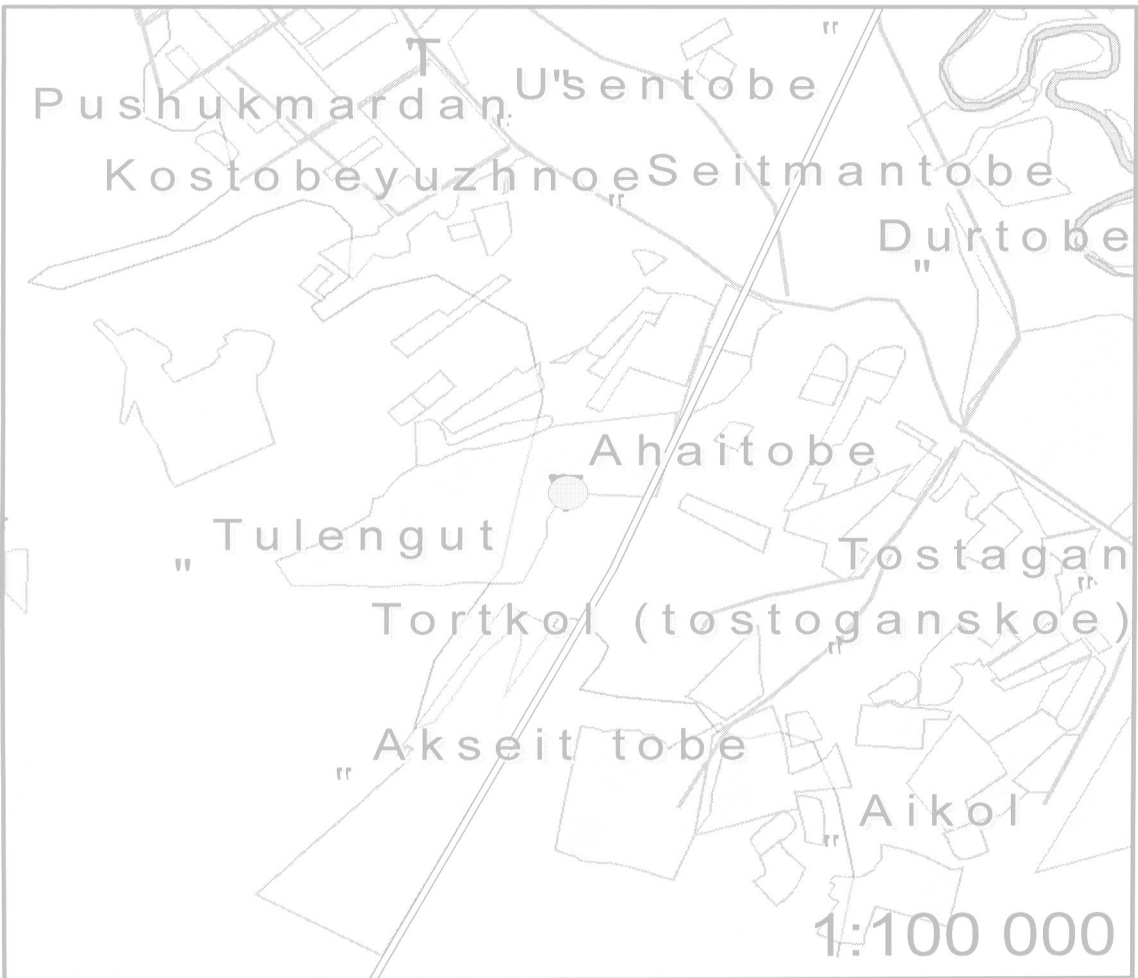 T
Usentobe
Pushukmardan
Kostobeyuzhnoe
Seitmantobe
Durtobe
Ahaitobe
Tulengut
Tostagan
Tortkol (tostoganskoe)
Akseit tobe
Aikol
1:100 000